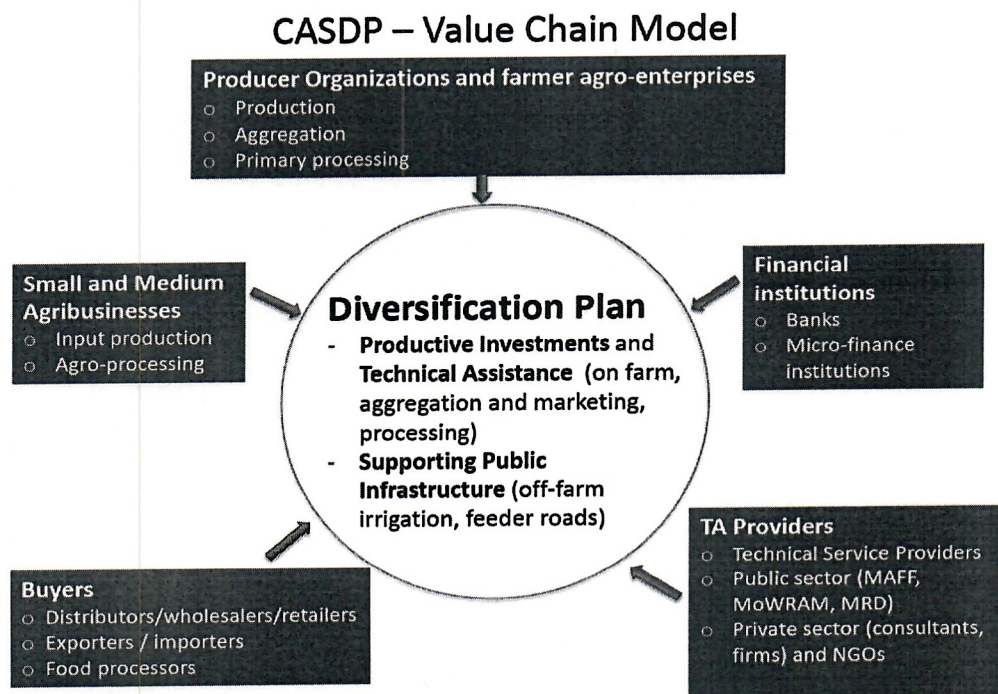 CASDP – Value Chain Model
Producer Organizations and farmer agro-enterprises
o Production
o Aggregation
o Primary processing
Small and Medium
Agribusinesses
o Input production
o Agro-processing
Diversification Plan
- Productive Investments and
Technical Assistance (on farm,
aggregation and marketing,
processing)
- Supporting Public
Infrastructure (off-farm
irrigation, feeder roads)
Financial
institutions
o Banks
o Micro-finance
institutions
Buyers
o Distributors/wholesalers/retailers
o Exporters / importers
o Food processors
TA Providers
o Technical Service Providers
o Public sector (MAFF,
MoWRAM, MRD)
o Private sector (consultants,
firms) and NGOs